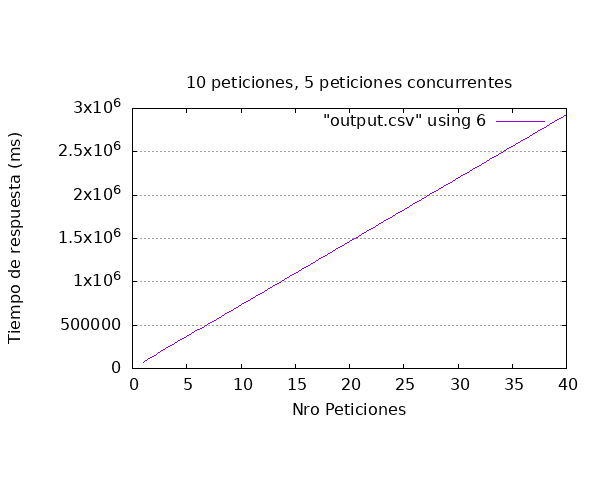 10 peticiones, 5 peticiones concurrentes
"output.csv" using 6
3x10⁶
2.5x10⁶
2x10⁶
1.5x10⁶
1x10⁶
500000
0
0 5 10 15 20 25 30 35 40
Tiempo de respuesta (ms)
Nro Peticiones